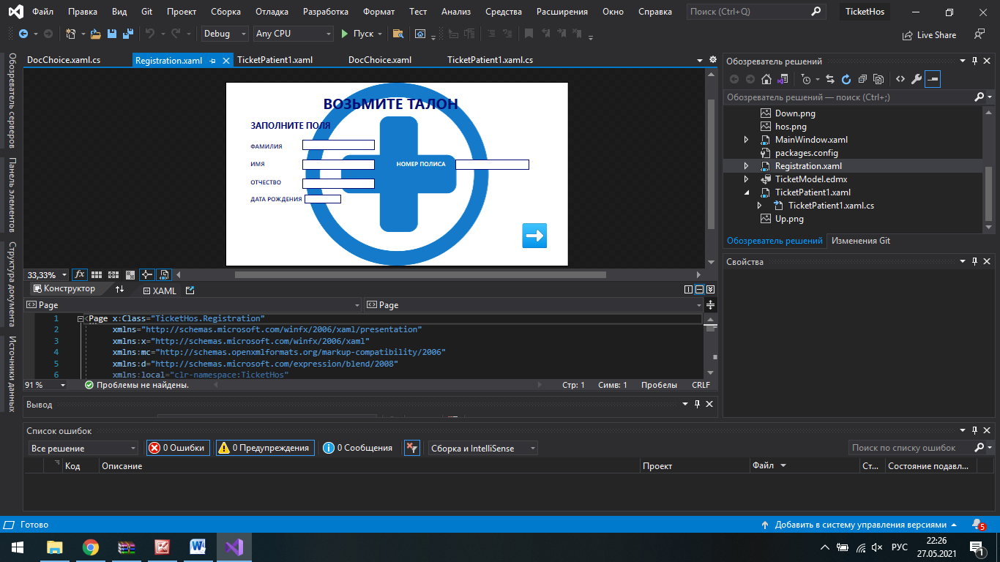 Файл Правка Вид Git Проект Сборка Отладка Разработка Формат Тест Анализ Средства Расширения Окно Справка Поиск (Ctrl+Q) TicketHos
Debug Any CPU Пуск Live Share
DocChoice.xaml.cs Registration.xaml TicketPatient1.xaml DocChoice.xaml TicketPatient1.xaml.cs
Обозреватель серверов
Панель элементов
Структура документа
Источники данных
ВОЗЬМИТЕ ТАЛОН
ЗАПОЛНИТЕ ПОЛЯ
ФАМИЛИЯ
ИМЯ НОМЕР ПОЛИСА
ОТЧЕСТВО
ДАТА РОЖДЕНИЯ
33,33% fx
Конструктор XAML
Page Page
1 <Page x:Class="TicketHos.Registration"
2 xmlns="http://schemas.microsoft.com/winfx/2006/xaml/presentation"
3 xmlns:x="http://schemas.microsoft.com/winfx/2006/xaml"
4 xmlns:mc="http://schemas.openxmlformats.org/markup-compatibility/2006"
5 xmlns:d="http://schemas.microsoft.com/expression/blend/2008"
6 xmlns:local="clr-namespace:TicketHos"
91 % Проблемы не найдены. Стр: 1 Симв: 1 Пробелы CRLF
Обозреватель решений
Обозреватель решений — поиск (Ctrl+;)
Down.png
hos.png
MainWindow.xaml
packages.config
Registration.xaml
TicketModel.edmx
TicketPatient1.xaml
TicketPatient1.xaml.cs
Up.png
Обозреватель решений Изменения Git
Свойства
Вывод
Список ошибок
Все решение 0 Ошибки 0 Предупреждения 0 Сообщения Сборка и IntelliSense Поиск по списку ошибок
Код Описание Проект Файл Ст... Состояние подавл...
Готово Добавить в систему управления версиями 5
РУС 22:26
27.05.2021 1